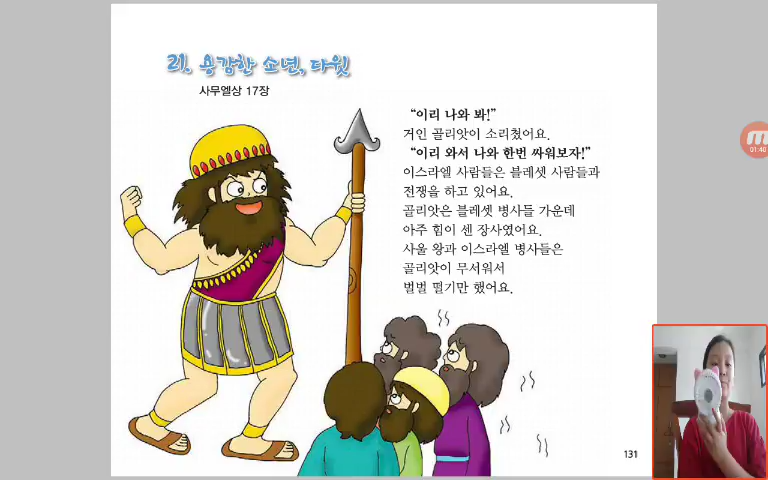 21. 용감한 소년, 다윗
사무엘상 17장
“이리 나와 봐!”
거인 골리앗이 소리쳤어요.
“이리 와서 나와 한번 싸워보자!”
이스라엘 사람들은 블레셋 사람들과
전쟁을 하고 있어요.
골리앗은 블레셋 병사들 가운데
아주 힘이 센 장사였어요.
사울 왕과 이스라엘 병사들은
골리앗이 무서워서
벌벌 떨기만 했어요.
131
01:40